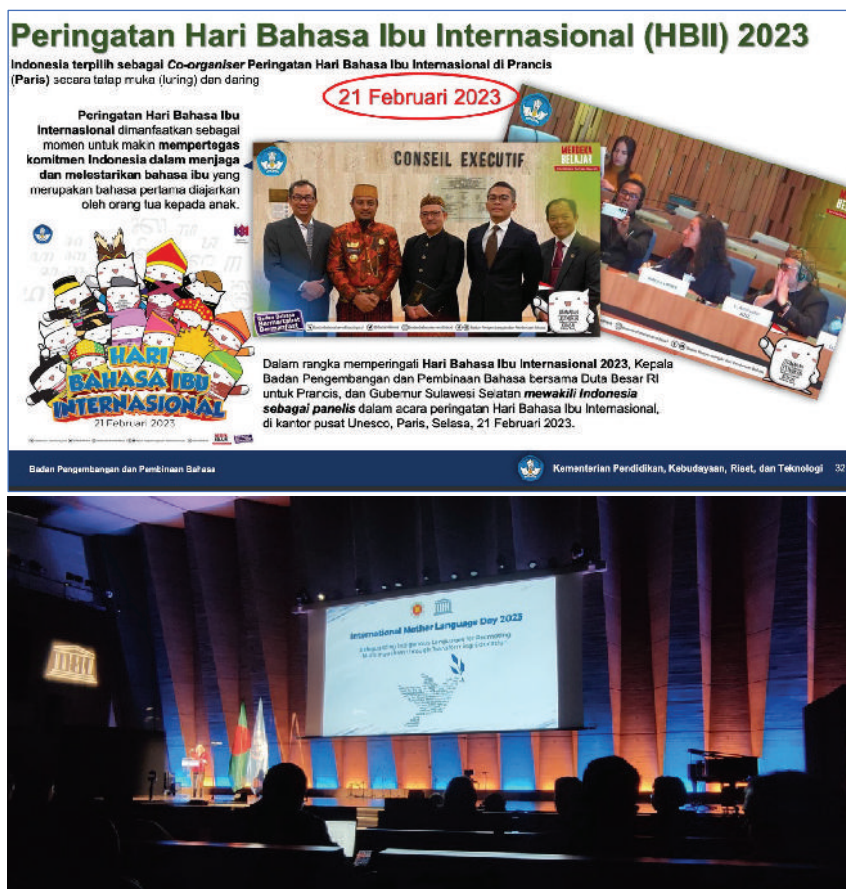 Peringatan Hari Bahasa Ibu Internasional (HBII) 2023
Indonesia terpilih sebagai Co-organiser Peringatan Hari Bahasa Ibu Internasional di Prancis
(Paris) secara tatap muka (luring) dan daring
21 Februari 2023
Peringatan Hari Bahasa Ibu
Internasional dimanfaatkan sebagai
momen untuk makin mempertegas
komitmen Indonesia dalam menjaga
dan melestarikan bahasa ibu yang
merupakan bahasa pertama diajarkan
oleh orang tua kepada anak.
CONSEIL EXECUTIF
MERDEKA
BELAJAR
HARI
BAHASA IBU
INTERNASIONAL
21 Februari 2023
Dalam rangka memperingati Hari Bahasa Ibu Internasional 2023, Kepala
Badan Pengembangan dan Pembinaan Bahasa bersama Duta Besar RI
untuk Prancis, dan Gubernur Sulawesi Selatan mewakili Indonesia
sebagai panelis dalam acara peringatan Hari Bahasa Ibu Internasional,
di kantor pusat Unesco, Paris, Selasa, 21 Februari 2023.
Badan Pengembangan dan Pembinaan Bahasa
Kementerian Pendidikan, Kebudayaan, Riset, dan Teknologi 32
International Mother Language Day 2023